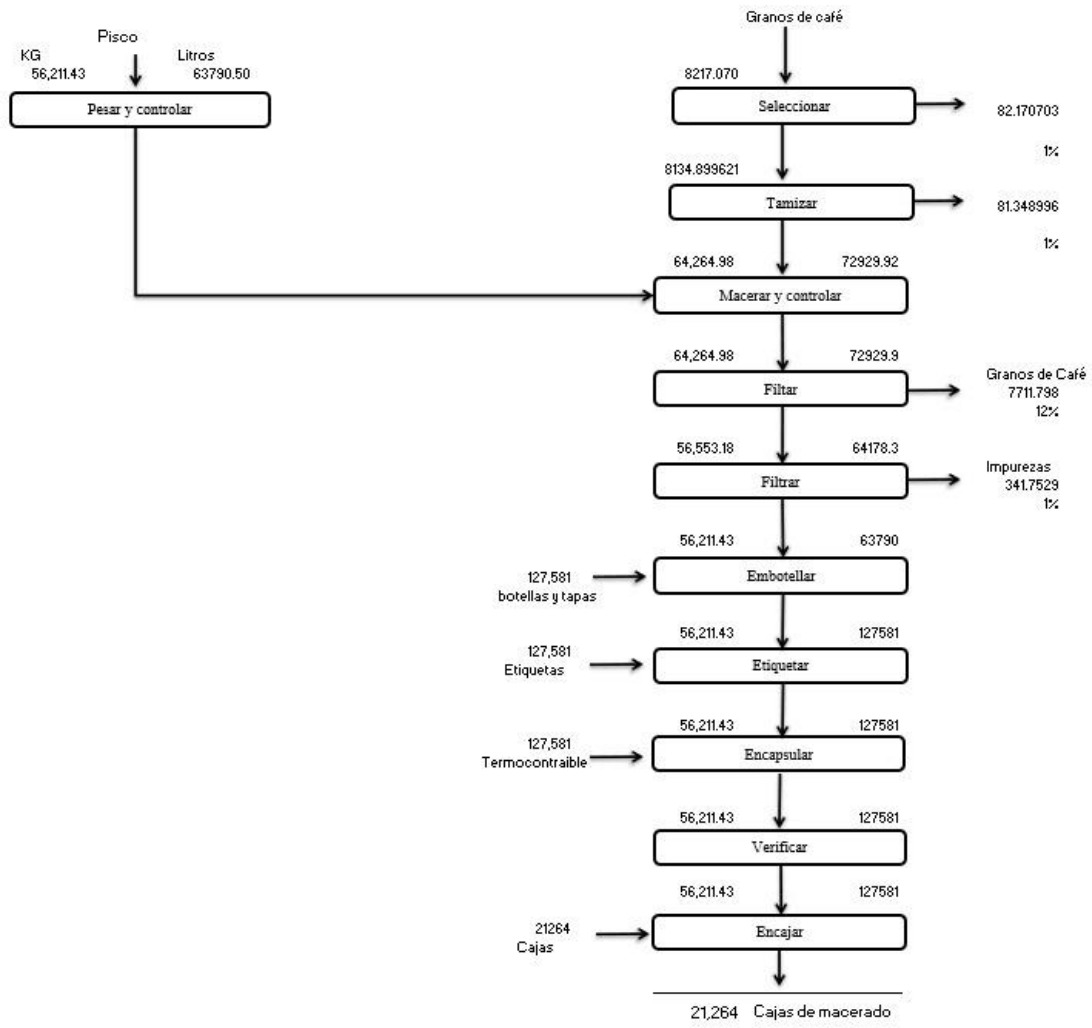 Granos de café
Pisco
KG Litros
56,211.43 63790.50
Pesar y controlar
8217.070
Seleccionar
82.170703
1%
8134.899621
Tamizar
81.348996
1%
64,264.98 72929.92
Macerar y controlar
64,264.98 72929.9
Filtar
Granos de Café
7711.798
12%
56,553.18 64178.3
Filtrar
Impurezas
341.7529
1%
56,211.43 63790
127,581
botellas y tapas
Embotellar
56,211.43 127581
127,581
Etiquetas
Etiquetar
56,211.43 127581
127,581
Termocontraible
Encapsular
56,211.43 127581
Verificar
56,211.43 127581
21264
Cajas
Encajar
21,264 Cajas de macerado